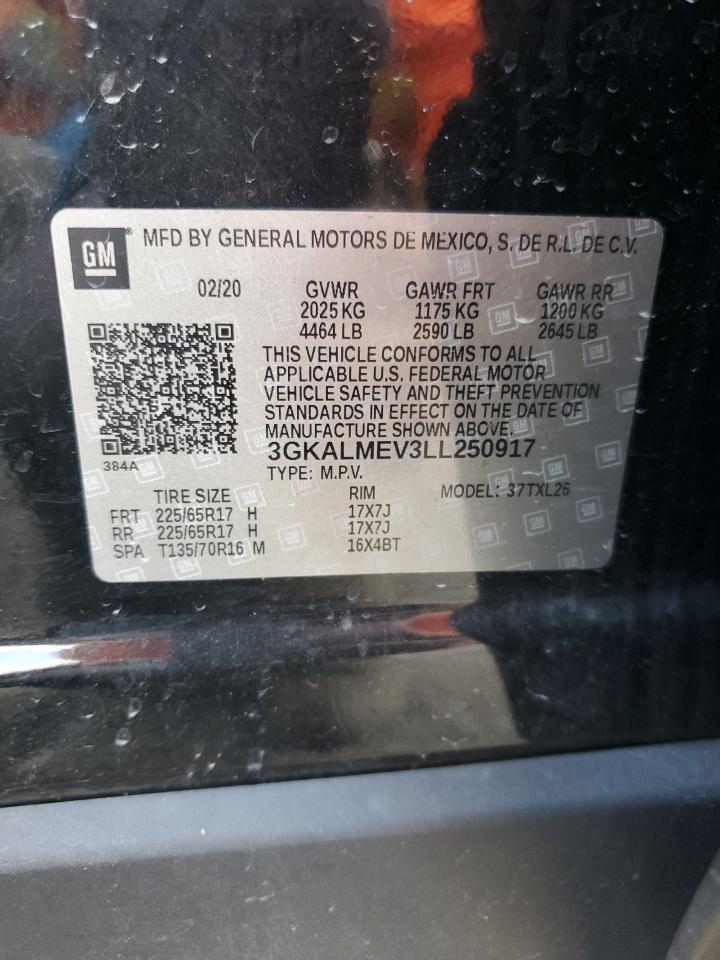 GM MFD BY GENERAL MOTORS DE MEXICO, S. DE R.L. DE C.V.
02/20 GVWR GAWR FRT GAWR RR
2025 KG 1175 KG 1200 KG
4464 LB 2590 LB 2645 LB
THIS VEHICLE CONFORMS TO ALL
APPLICABLE U.S. FEDERAL MOTOR
VEHICLE SAFETY AND THEFT PREVENTION
STANDARDS IN EFFECT ON THE DATE OF
MANUFACTURE SHOWN ABOVE.
384A 3GKALMEV3LL250917
TYPE: M.P.V.
TIRE SIZE RIM MODEL: 37TXL26
FRT 225/65R17 H 17X7J
RR 225/65R17 H 17X7J
SPA T135/70R16 M 16X4BT